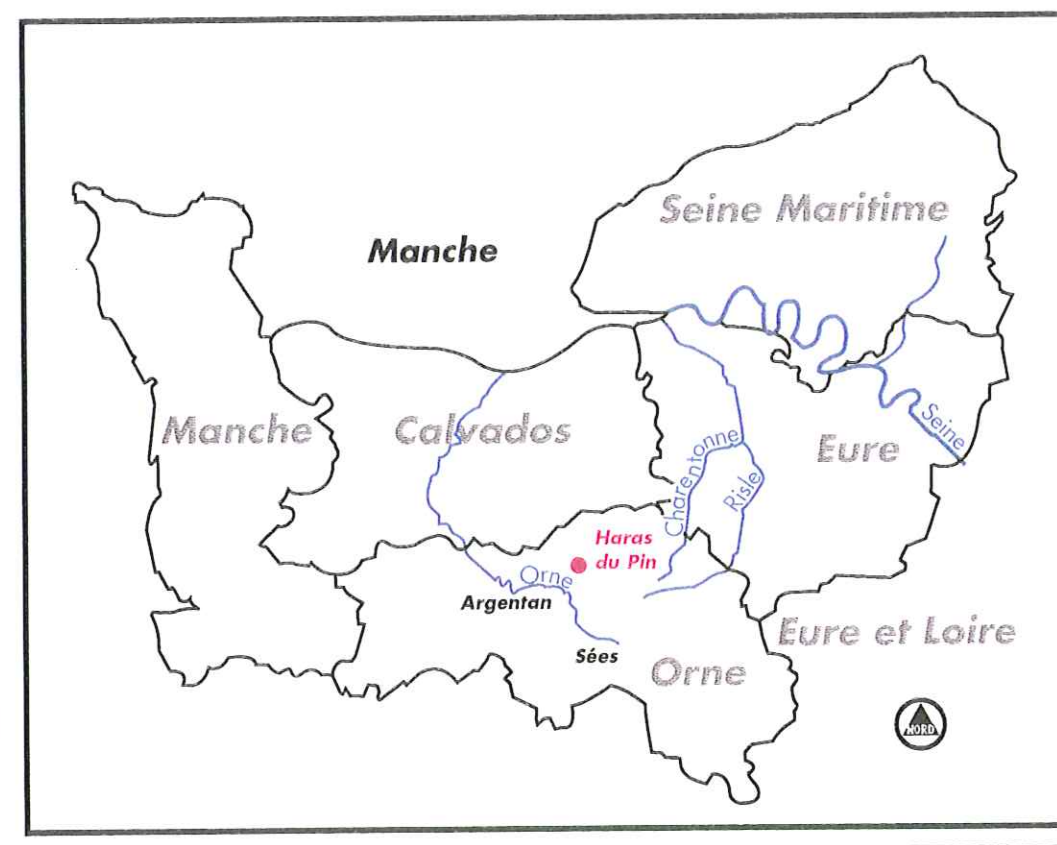 Seine Maritime
Manche
Manche
Calvados
Eure
Seine
Charentonne
Risle
Haras
du Pin
Orne
Argentan
Sées
Orne
Eure et Loire
NORD